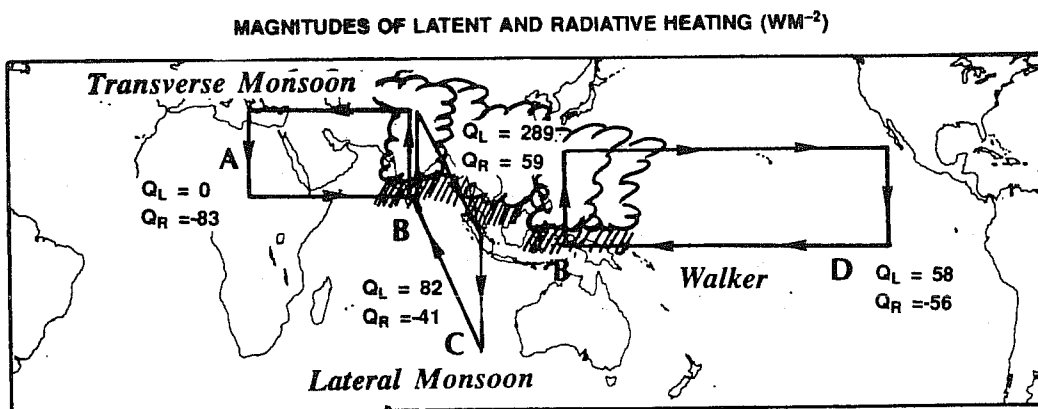 MAGNITUDES OF LATENT AND RADIATIVE HEATING (WM⁻²)
Transverse Monsoon
A
Q_L = 0
Q_R = -83
Q_L = 289
Q_R = 59
B
B
Q_L = 82
Q_R = -41
C
Lateral Monsoon
Walker
D
Q_L = 58
Q_R = -56